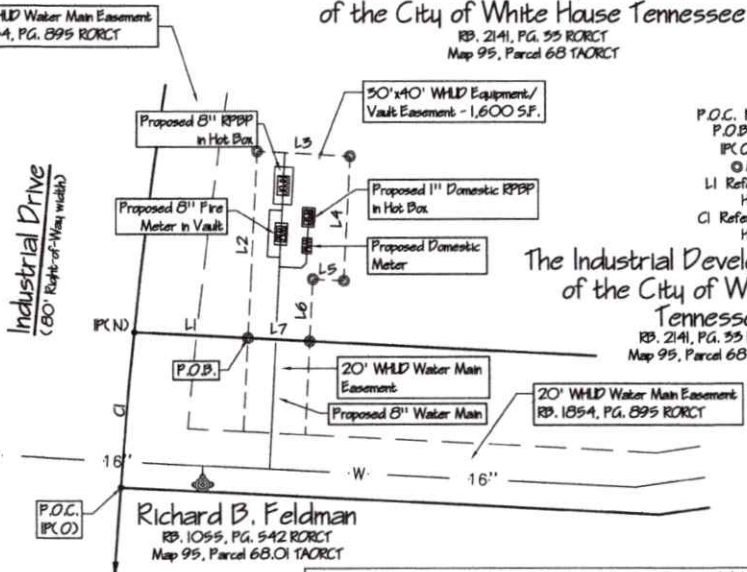 of the City of White House Tennessee
RB. 2141, PG. 33 RORCT
Map 95, Parcel 68 TAORCT
WHUD Water Main Easement
PG. 895 RORCT
30'x40' WHUD Equipment/
Vault Easement - 1,600 S.F.
Proposed 8" RPBP
in Hot Box
L3
P.O.C.
P.O.B.
L1
C1
Proposed 8" Fire
Meter in Vault
L2
L4
Proposed 1" Domestic RPBP
in Hot Box
Proposed Domestic
Meter
L5
L6
Industrial Drive
(80' Right-of-Way width)
The Industrial
of the City of
RB. 2141, PG. 33
Map 95, Parcel 68
IP(N)
L1
L7
P.O.B.
20' WHUD Water Main
Easement
Proposed 8" Water Main
20' WHUD Water Main Easement
RB. 1854, PG. 895 RORCT
C1
16"
W
16"
P.O.C.
IP(O)
Richard B. Feldman
RB. 1055, PG. 542 RORCT
Map 95, Parcel 68.01 TAORCT